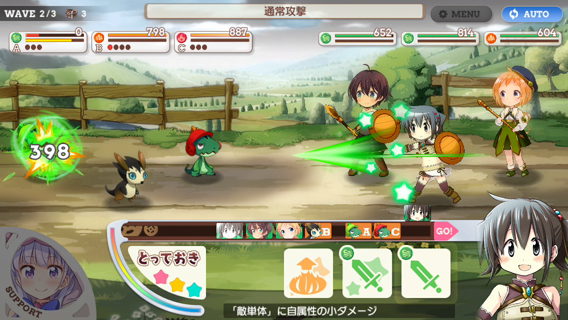 WAVE 2/3 3
通常攻撃
MENU
AUTO
0
A
798
B
887
C
652
814
604
398
B A C GO!
とっておき
SUPPORT
「敵単体」に自属性の小ダメージ